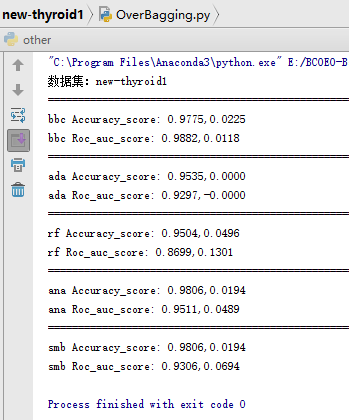 new-thyroid1 OverBagging.py
other
"C:\Program Files\Anaconda3\python.exe" E:/BCOEO-B
数据集：new-thyroid1
bbc Accuracy_score: 0.9775,0.0225
bbc Roc_auc_score: 0.9882,0.0118
ada Accuracy_score: 0.9535,0.0000
ada Roc_auc_score: 0.9297,-0.0000
rf Accuracy_score: 0.9504,0.0496
rf Roc_auc_score: 0.8699,0.1301
ana Accuracy_score: 0.9806,0.0194
ana Roc_auc_score: 0.9511,0.0489
smb Accuracy_score: 0.9806,0.0194
smb Roc_auc_score: 0.9306,0.0694
Process finished with exit code 0